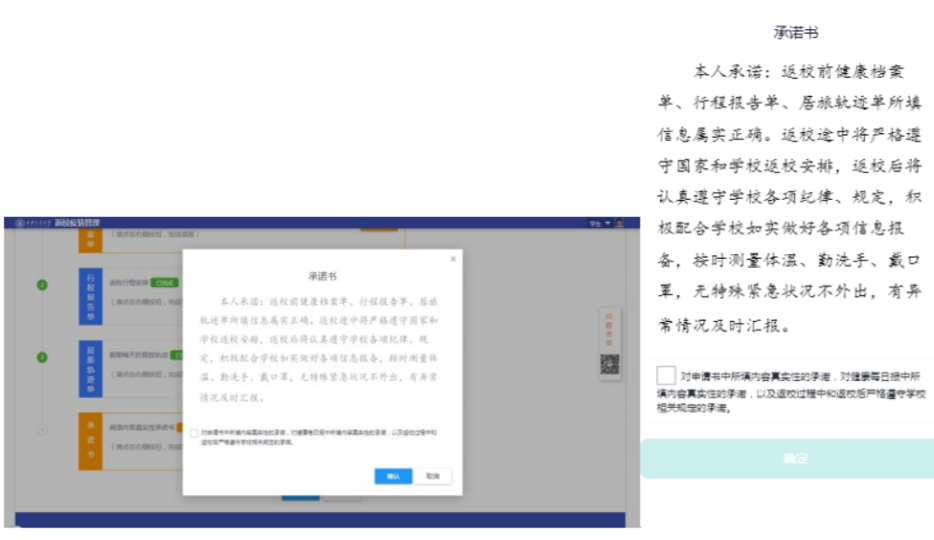 返校疫情管理
学生
单
(请点击右侧按钮，完成填报)
行程报告单
返校行程安排 已完成
(请点击右侧按钮，完成
居旅轨迹单
(请点击右侧按钮，完成
承诺书
阅读内容真实性承诺书
(请点击右侧按钮，完成
×
承诺书
本人承诺：返校前健康档案单、行程报告单、居旅
轨迹单所填信息属实正确。返校途中将严格遵守国家和
学校返校安排，返校后将认真遵守学校各项纪律、规
定，积极配合学校如实做好各项信息报备，按时测量体
温、勤洗手、戴口罩，无特殊紧急状况不外出，有异常
情况及时汇报。
对申请书中所填内容真实性的承诺，对健康每日报中所填内容真实性的承诺，以及返校过程中和
返校后严格遵守学校相关规定的承诺。
确认
取消
承诺书
本人承诺：返校前健康档案
单、行程报告单、居旅轨迹单所填
信息属实正确。返校途中将严格遵
守国家和学校返校安排，返校后将
认真遵守学校各项纪律、规定，积
极配合学校如实做好各项信息报
备，按时测量体温、勤洗手、戴口
罩，无特殊紧急状况不外出，有异
常情况及时汇报。
对申请书中所填内容真实性的承诺，对健康每日报中所
填内容真实性的承诺，以及返校过程中和返校后严格遵守学校
相关规定的承诺。
确定